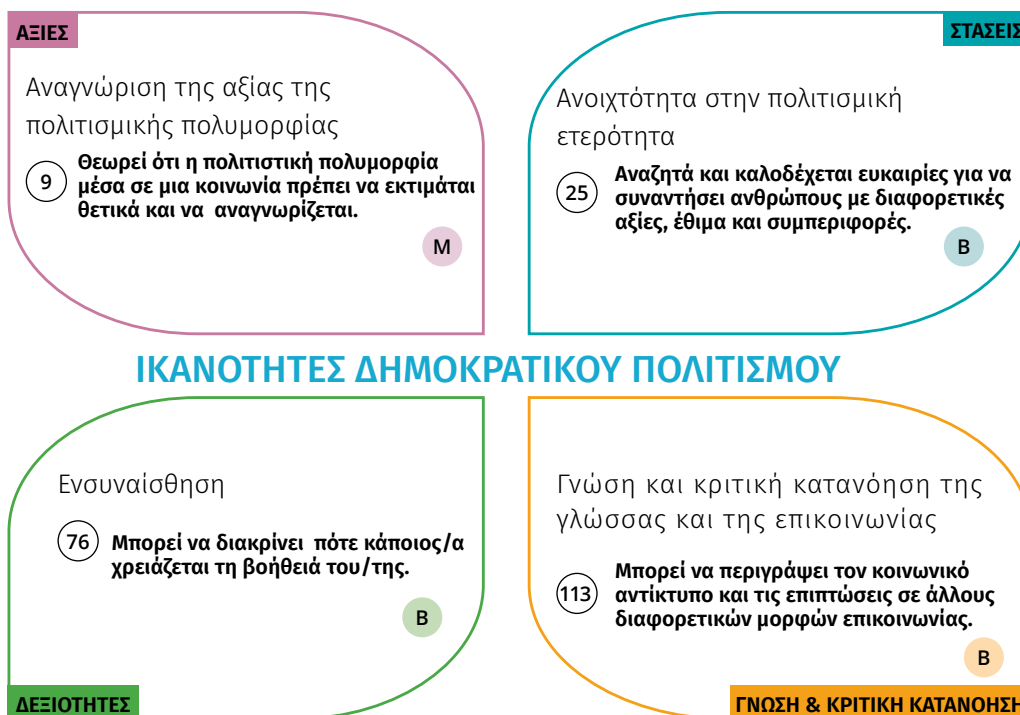 ΑΞΙΕΣ
Αναγνώριση της αξίας της
πολιτισμικής πολυμορφίας
9
Θεωρεί ότι η πολιτιστική πολυμορφία
μέσα σε μια κοινωνία πρέπει να εκτιμάται
θετικά και να αναγνωρίζεται.
Μ
ΣΤΑΣΕΙΣ
Ανοιχτότητα στην πολιτισμική
ετερότητα
25
Αναζητά και καλοδέχεται ευκαιρίες για να
συναντήσει ανθρώπους με διαφορετικές
αξίες, έθιμα και συμπεριφορές.
Β
ΙΚΑΝΟΤΗΤΕΣ ΔΗΜΟΚΡΑΤΙΚΟΥ ΠΟΛΙΤΙΣΜΟΥ
Ενσυναίσθηση
76
Μπορεί να διακρίνει πότε κάποιος/α
χρειάζεται τη βοήθειά του/της.
Β
ΔΕΞΙΟΤΗΤΕΣ
Γνώση και κριτική κατανόηση της
γλώσσας και της επικοινωνίας
113
Μπορεί να περιγράψει τον κοινωνικό
αντίκτυπο και τις επιπτώσεις σε άλλους
διαφορετικών μορφών επικοινωνίας.
Β
ΓΝΩΣΗ & ΚΡΙΤΙΚΗ ΚΑΤΑΝΟΗΣΗ